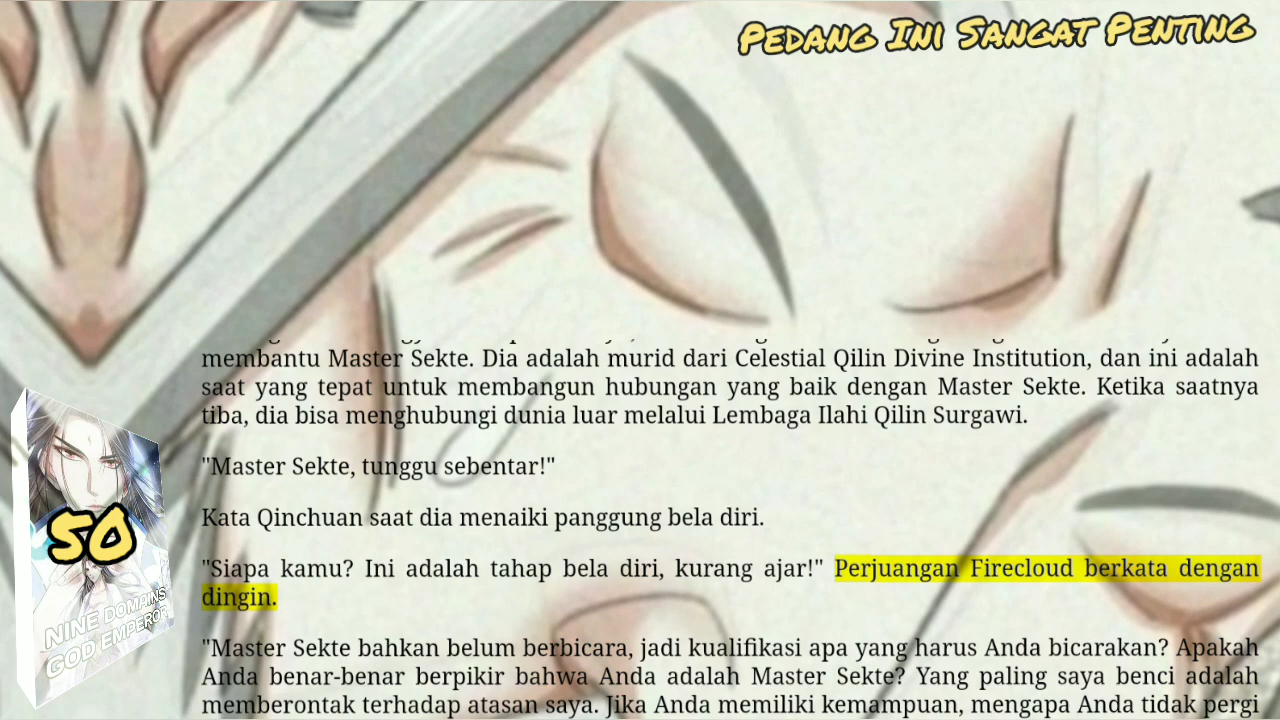 Pedang Ini Sangat Penting
membantu Master Sekte. Dia adalah murid dari Celestial Qilin Divine Institution, dan ini adalah
saat yang tepat untuk membangun hubungan yang baik dengan Master Sekte. Ketika saatnya
tiba, dia bisa menghubungi dunia luar melalui Lembaga Ilahi Qilin Surgawi.
"Master Sekte, tunggu sebentar!"
Kata Qinchuan saat dia menaiki panggung bela diri.
"Siapa kamu? Ini adalah tahap bela diri, kurang ajar!" Perjuangan Firecloud berkata dengan
dingin.
"Master Sekte bahkan belum berbicara, jadi kualifikasi apa yang harus Anda bicarakan? Apakah
Anda benar-benar berpikir bahwa Anda adalah Master Sekte? Yang paling saya benci adalah
memberontak terhadap atasan saya. Jika Anda memiliki kemampuan, mengapa Anda tidak pergi
50
NINE DOMAINS
GOD EMPEROR